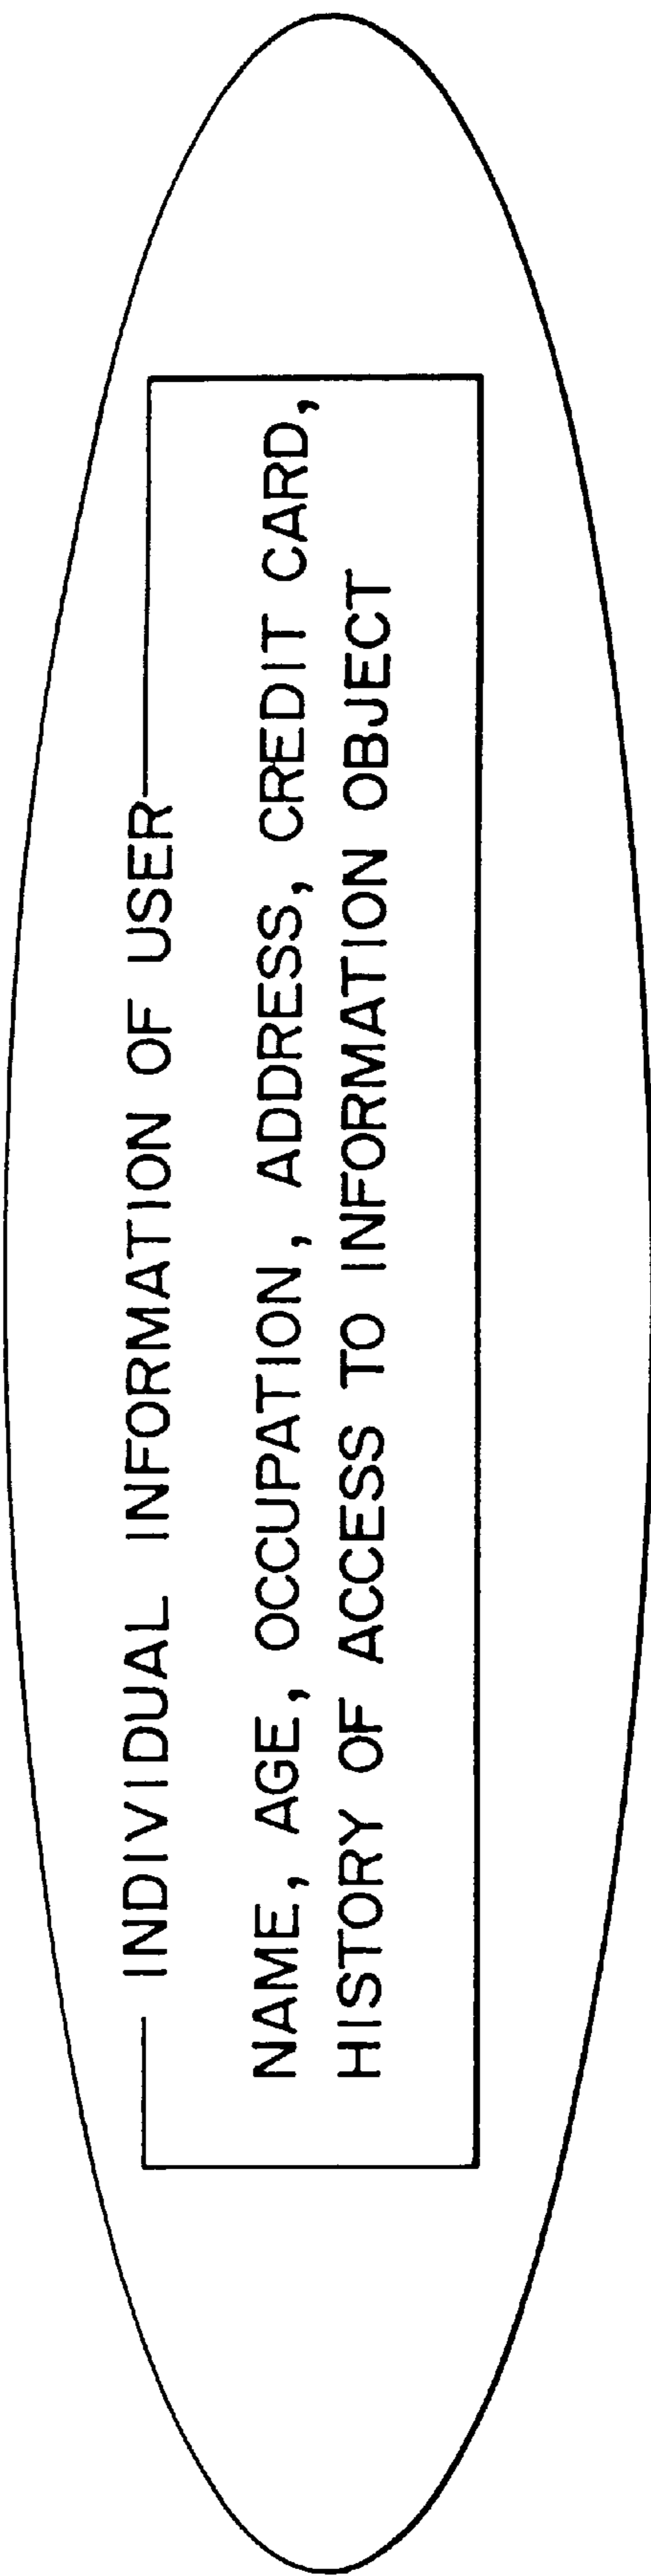 INDIVIDUAL INFORMATION OF USER
NAME, AGE, OCCUPATION, ADDRESS, CREDIT CARD,
HISTORY OF ACCESS TO INFORMATION OBJECT